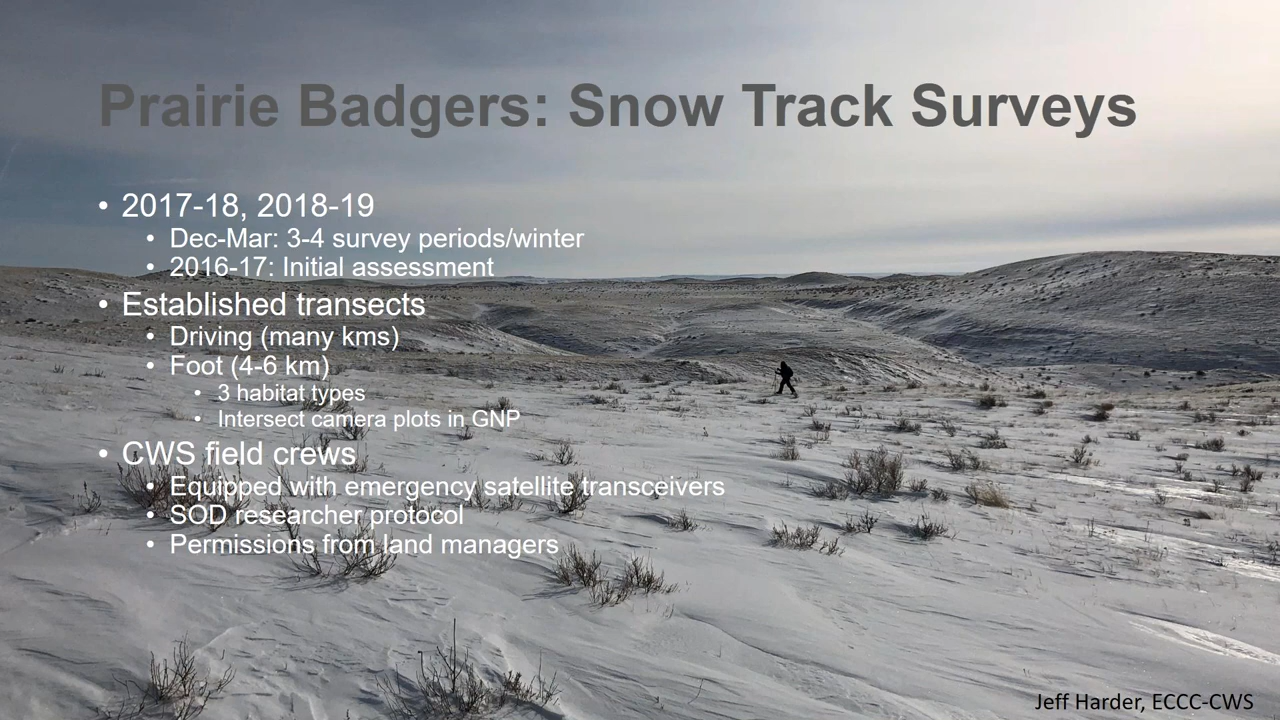 Prairie Badgers: Snow Track Surveys
• 2017-18, 2018-19
• Dec-Mar: 3-4 survey periods/winter
• 2016-17: Initial assessment
• Established transects
• Driving (many kms)
• Foot (4-6 km)
• 3 habitat types
• Intersect camera plots in GNP
• CWS field crews
• Equipped with emergency satellite transceivers
• SOD researcher protocol
• Permissions from land managers
Jeff Harder, ECCC-CWS